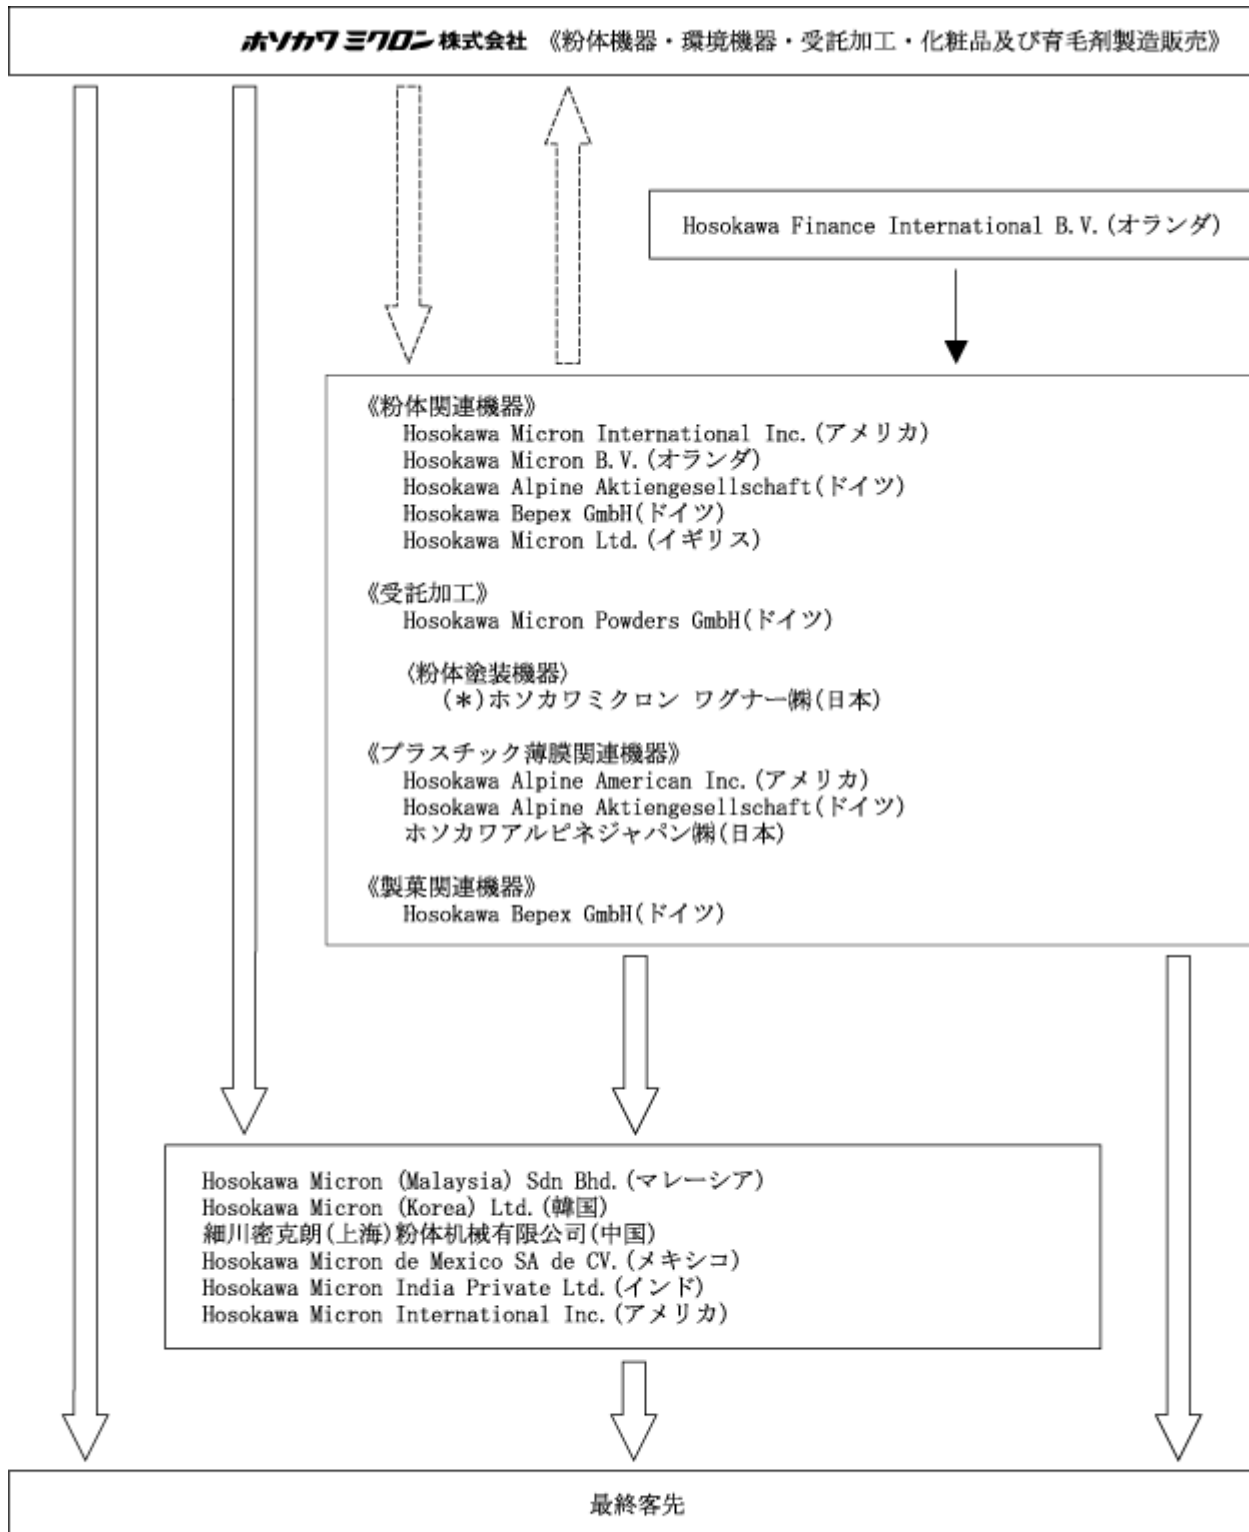 ホソカワミクロン株式会社 《粉体機器・環境機器・受託加工・化粧品及び育毛剤製造販売》
Hosokawa Finance International B.V.(オランダ)
《粉体関連機器》
Hosokawa Micron International Inc.(アメリカ)
Hosokawa Micron B.V.(オランダ)
Hosokawa Alpine Aktiengesellschaft(ドイツ)
Hosokawa Bepex GmbH(ドイツ)
Hosokawa Micron Ltd.(イギリス)
《受託加工》
Hosokawa Micron Powders GmbH(ドイツ)
〈粉体塗装機器〉
(*)ホソカワミクロン ワグナー㈱(日本)
《プラスチック薄膜関連機器》
Hosokawa Alpine American Inc.(アメリカ)
Hosokawa Alpine Aktiengesellschaft(ドイツ)
ホソカワアルピネジャパン㈱(日本)
《製菓関連機器》
Hosokawa Bepex GmbH(ドイツ)
Hosokawa Micron (Malaysia) Sdn Bhd.(マレーシア)
Hosokawa Micron (Korea) Ltd.(韓国)
細川密克朗(上海)粉体机械有限公司(中国)
Hosokawa Micron de Mexico SA de CV.(メキシコ)
Hosokawa Micron India Private Ltd.(インド)
Hosokawa Micron International Inc.(アメリカ)
最終客先